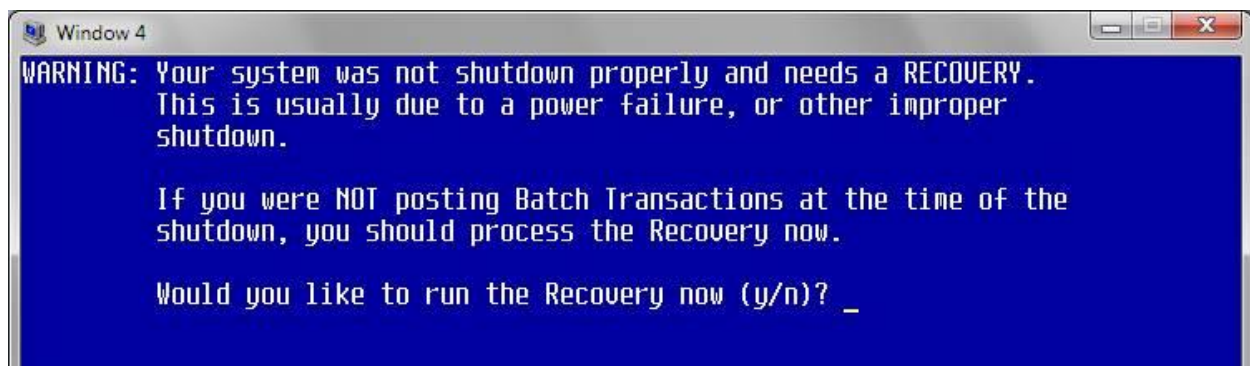 Window 4
WARNING: Your system was not shutdown properly and needs a RECOVERY.
This is usually due to a power failure, or other improper
shutdown.
If you were NOT posting Batch Transactions at the time of the
shutdown, you should process the Recovery now.
Would you like to run the Recovery now (y/n)? _